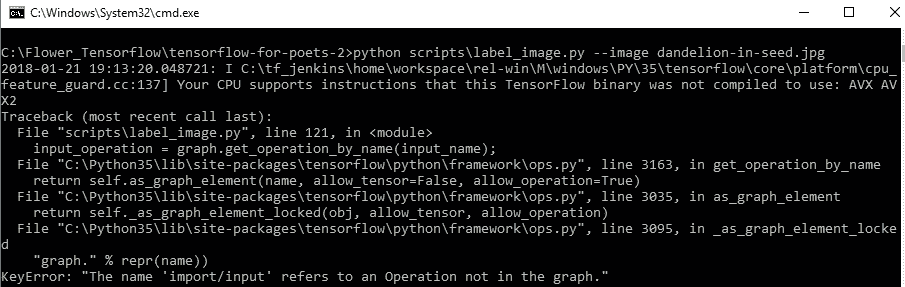 C:\Windows\System32\cmd.exe
C:\Flower_Tensorflow\tensorflow-for-poets-2>python scripts\label_image.py --image dandelion-in-seed.jpg
2018-01-21 19:13:20.048721: I C:\tf_jenkins\home\workspace\rel-win\M\windows\PY\35\tensorflow\core\platform\cpu_
feature_guard.cc:137] Your CPU supports instructions that this TensorFlow binary was not compiled to use: AVX AV
X2
Traceback (most recent call last):
  File "scripts\label_image.py", line 121, in <module>
    input_operation = graph.get_operation_by_name(input_name);
  File "C:\Python35\lib\site-packages\tensorflow\python\framework\ops.py", line 3163, in get_operation_by_name
    return self.as_graph_element(name, allow_tensor=False, allow_operation=True)
  File "C:\Python35\lib\site-packages\tensorflow\python\framework\ops.py", line 3035, in as_graph_element
    return self._as_graph_element_locked(obj, allow_tensor, allow_operation)
  File "C:\Python35\lib\site-packages\tensorflow\python\framework\ops.py", line 3095, in _as_graph_element_locke
d
    "graph." % repr(name))
KeyError: "The name 'import/input' refers to an Operation not in the graph."